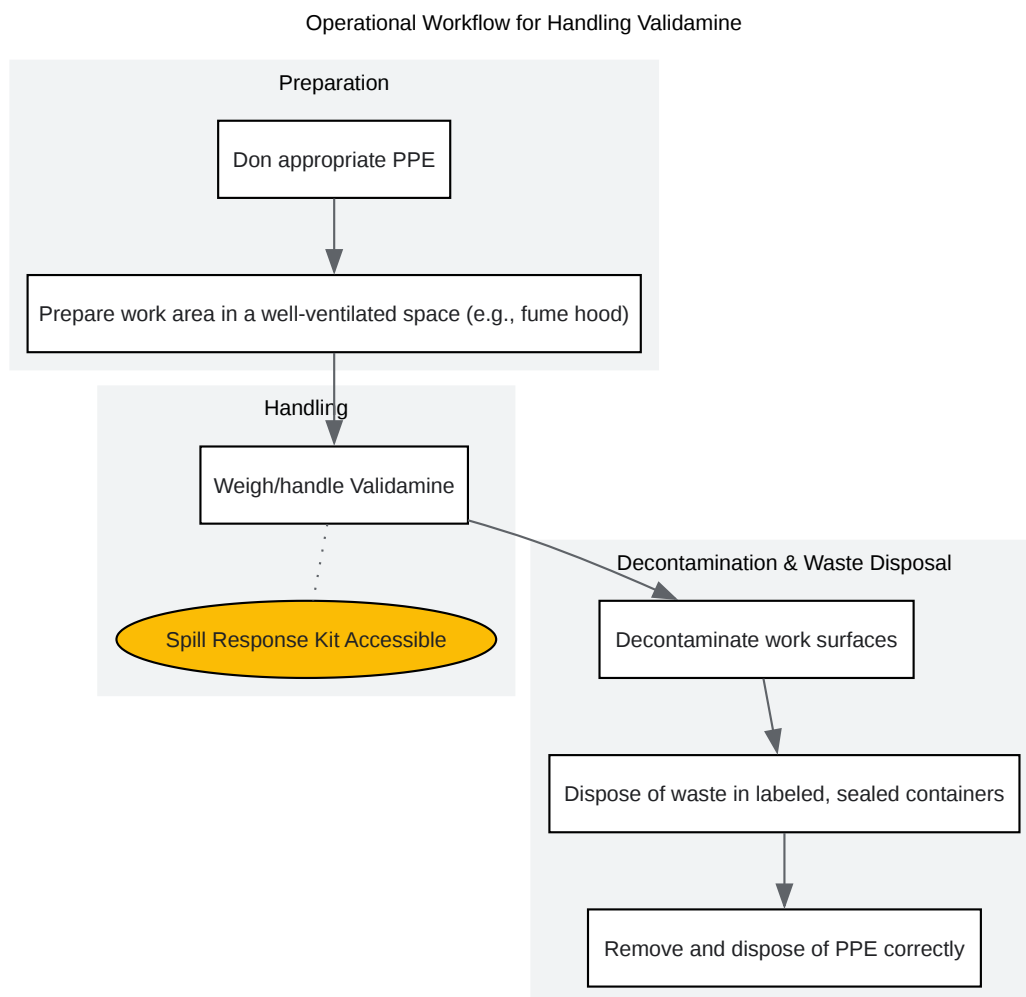 Operational Workflow for Handling Validamine
Preparation
Don appropriate PPE
Prepare work area in a well-ventilated space (e.g., fume hood)
Handling
Weigh/handle Validamine
Spill Response Kit Accessible
Decontamination & Waste Disposal
Decontaminate work surfaces
Dispose of waste in labeled, sealed containers
Remove and dispose of PPE correctly